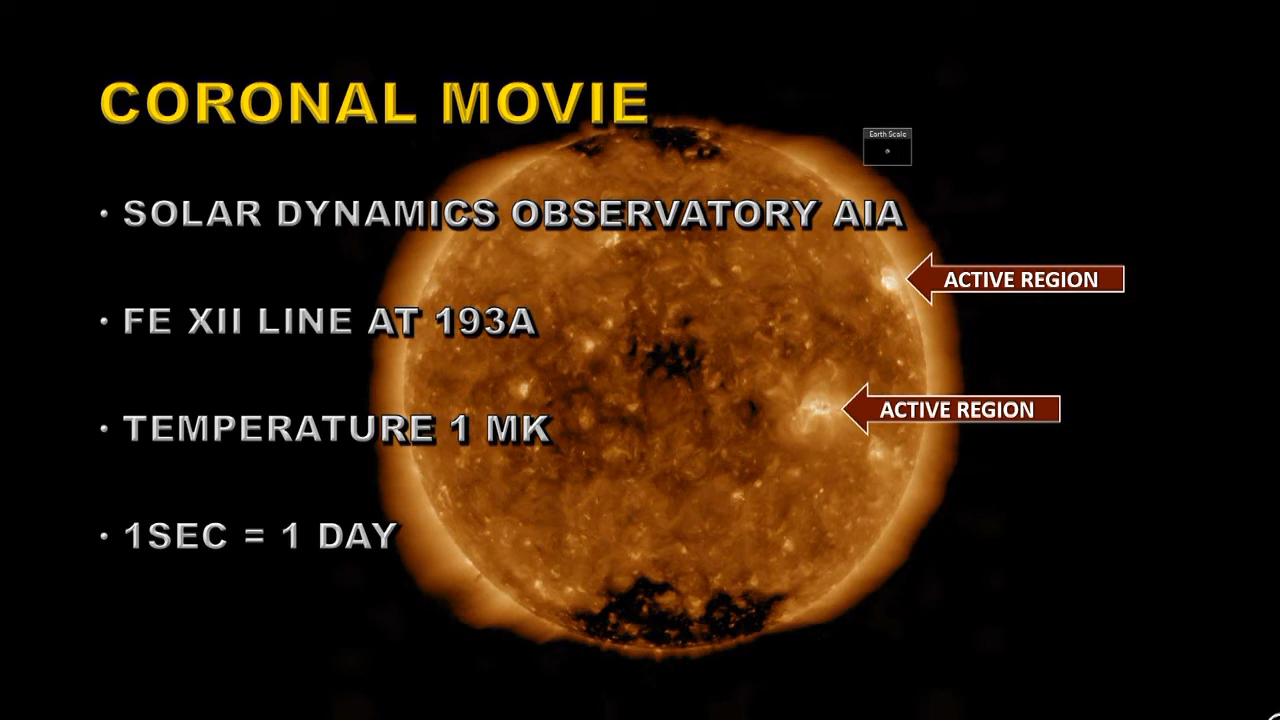 CORONAL MOVIE
Earth Scale
• SOLAR DYNAMICS OBSERVATORY AIA
ACTIVE REGION
• FE XII LINE AT 193A
ACTIVE REGION
• TEMPERATURE 1 MK
• 1SEC = 1 DAY